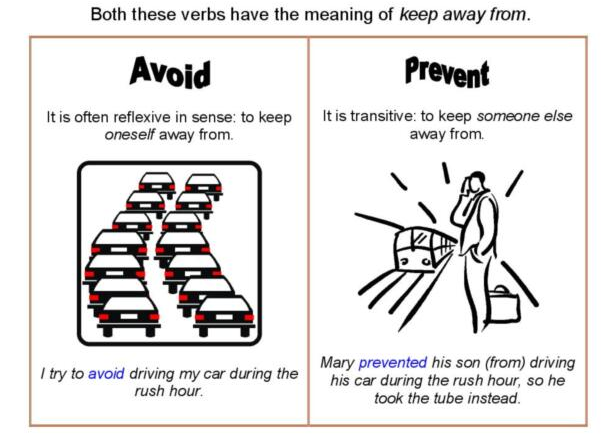 Both these verbs have the meaning of keep away from.
Avoid
It is often reflexive in sense: to keep
oneself away from.
I try to avoid driving my car during the
rush hour.
Prevent
It is transitive: to keep someone else
away from.
Mary prevented his son (from) driving
his car during the rush hour, so he
took the tube instead.